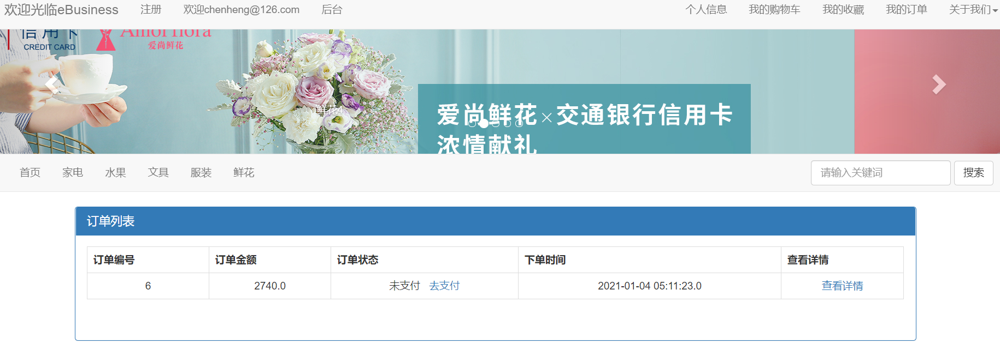 欢迎光临eBusiness 注册 欢迎chenheng@126.com 后台 个人信息 我的购物车 我的收藏 我的订单 关于我们
信用卡 Amorflora
CREDIT CARD 爱尚鲜花
鲜花4
爱尚鲜花×交通银行信用卡
浓情献礼
首页 家电 水果 文具 服装 鲜花 请输入关键词 搜索
订单列表
订单编号 订单金额 订单状态 下单时间 查看详情
6 2740.0 未支付 去支付 2021-01-04 05:11:23.0 查看详情